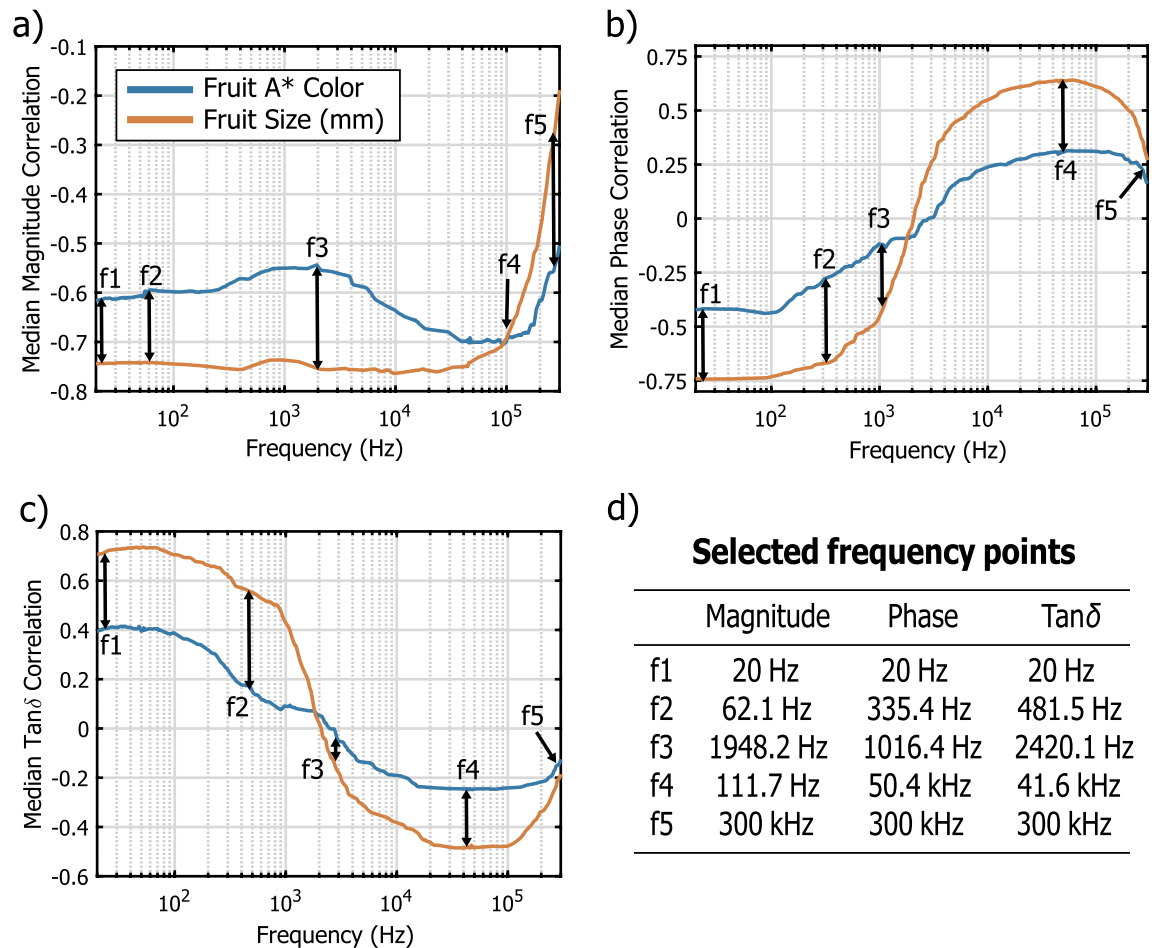 a)
-0.1
-0.2
-0.3
-0.4
-0.5
-0.6
-0.7
-0.8
Median Magnitude Correlation
Fruit A* Color
Fruit Size (mm)
f1
f2
f3
f4
f5
10²
10³
10⁴
10⁵
Frequency (Hz)
b)
0.75
0.5
0.25
0
-0.25
-0.5
-0.75
Median Phase Correlation
f1
f2
f3
f4
f5
10²
10³
10⁴
10⁵
Frequency (Hz)
c)
0.8
0.6
0.4
0.2
0
-0.2
-0.4
-0.6
Median Tanδ Correlation
f1
f2
f3
f4
f5
10²
10³
10⁴
10⁵
Frequency (Hz)
d)
Selected frequency points
Magnitude Phase Tanδ
f1 20 Hz 20 Hz 20 Hz
f2 62.1 Hz 335.4 Hz 481.5 Hz
f3 1948.2 Hz 1016.4 Hz 2420.1 Hz
f4 111.7 Hz 50.4 kHz 41.6 kHz
f5 300 kHz 300 kHz 300 kHz